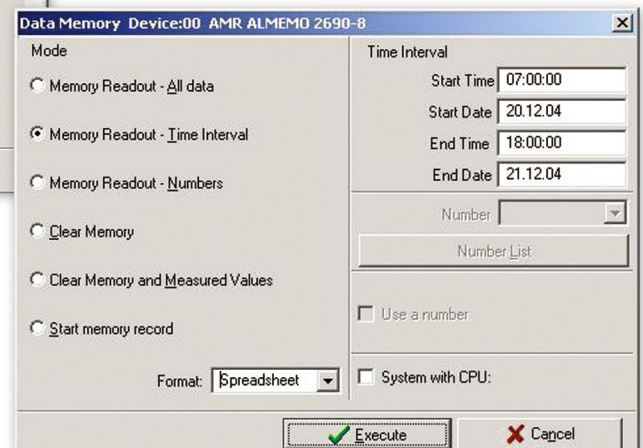 Data Memory Device:00 AMR ALMEMO 2690-8
Mode
Memory Readout - All data
Memory Readout - Time Interval
Memory Readout - Numbers
Clear Memory
Clear Memory and Measured Values
Start memory record
Format: Spreadsheet
Time Interval
Start Time 07:00:00
Start Date 20.12.04
End Time 18:00:00
End Date 21.12.04
Number
Number List
Use a number
System with CPU:
Execute
Cancel